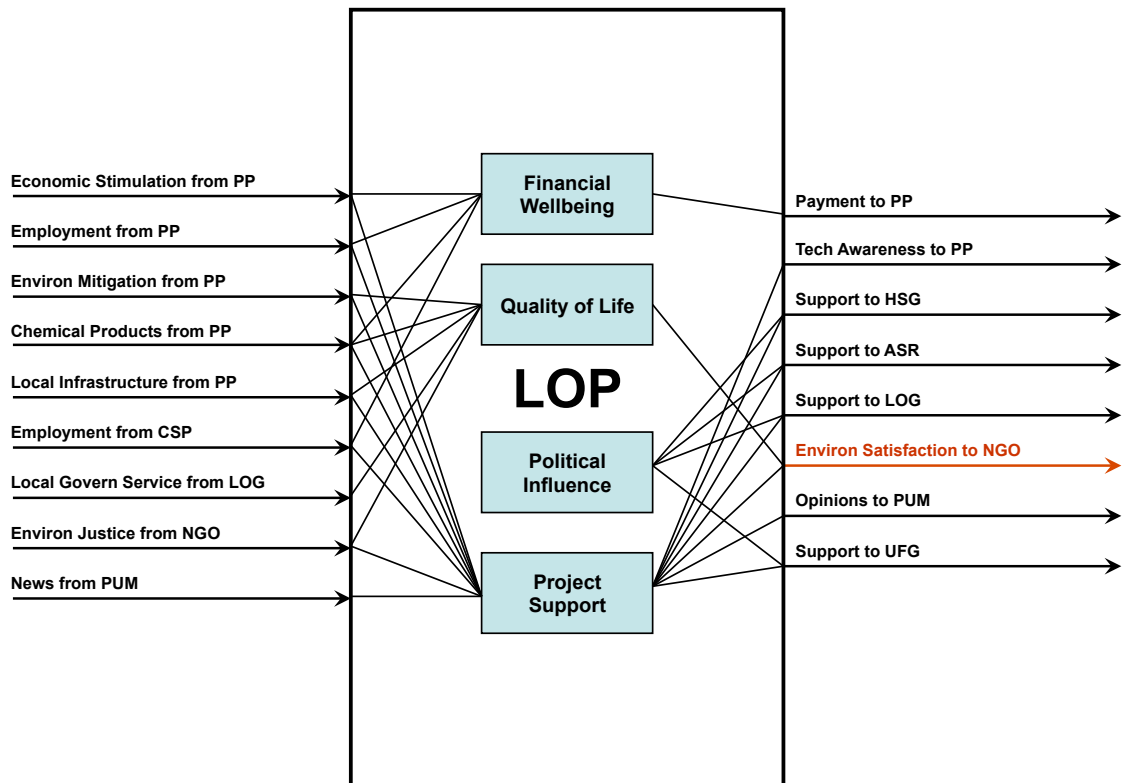 Economic Stimulation from PP
Employment from PP
Environ Mitigation from PP
Chemical Products from PP
Local Infrastructure from PP
Employment from CSP
Local Govern Service from LOG
Environ Justice from NGO
News from PUM
Financial
Wellbeing
Quality of Life
LOP
Political
Influence
Project
Support
Payment to PP
Tech Awareness to PP
Support to HSG
Support to ASR
Support to LOG
Environ Satisfaction to NGO
Opinions to PUM
Support to UFG